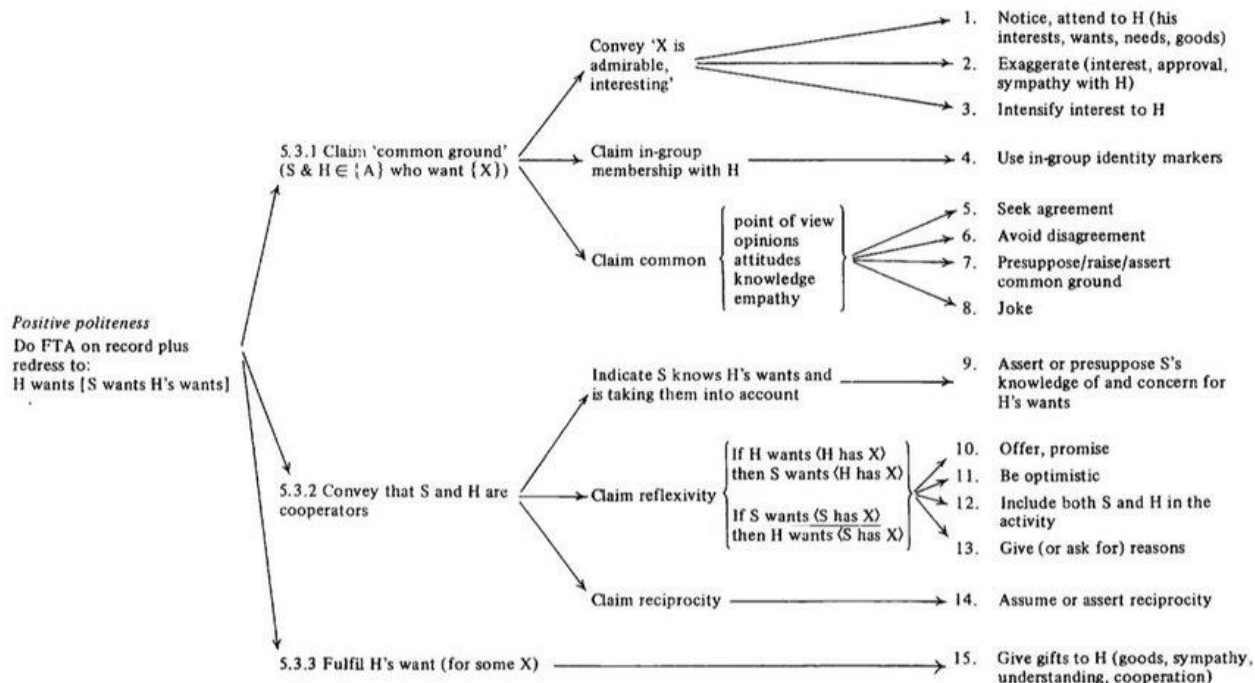 Positive politeness
Do FTA on record plus
redress to:
H wants [S wants H's wants]
5.3.1 Claim 'common ground'
(S & H ∈ {A} who want {X})
Convey 'X is
admirable,
interesting'
1. Notice, attend to H (his
interests, wants, needs, goods)
2. Exaggerate (interest, approval,
sympathy with H)
3. Intensify interest to H
Claim in-group
membership with H
4. Use in-group identity markers
Claim common
point of view
opinions
attitudes
knowledge
empathy
5. Seek agreement
6. Avoid disagreement
7. Presuppose/raise/assert
common ground
8. Joke
5.3.2 Convey that S and H are
cooperators
Indicate S knows H's wants and
is taking them into account
9. Assert or presuppose S's
knowledge of and concern for
H's wants
Claim reflexivity
If H wants ⟨H has X⟩
then S wants ⟨H has X⟩
If S wants ⟨S has X⟩
then H wants ⟨S has X⟩
10. Offer, promise
11. Be optimistic
12. Include both S and H in the
activity
13. Give (or ask for) reasons
Claim reciprocity
14. Assume or assert reciprocity
5.3.3 Fulfil H's want (for some X)
15. Give gifts to H (goods, sympathy,
understanding, cooperation)